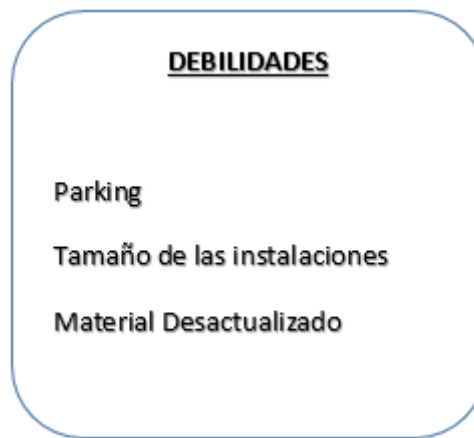 DEBILIDADES
Parking
Tamaño de las instalaciones
Material Desactualizado